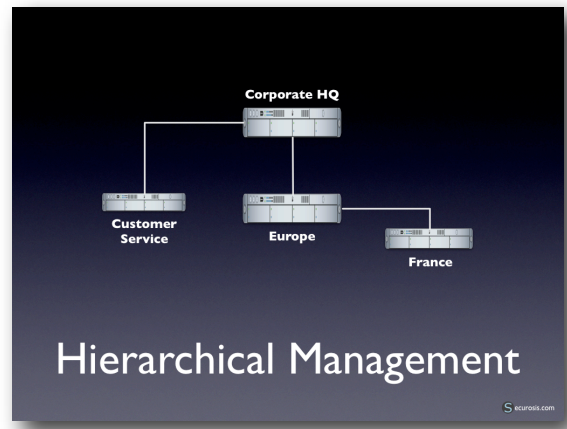 Corporate HQ
Customer
Service
Europe
France
Hierarchical Management
Securosis.com